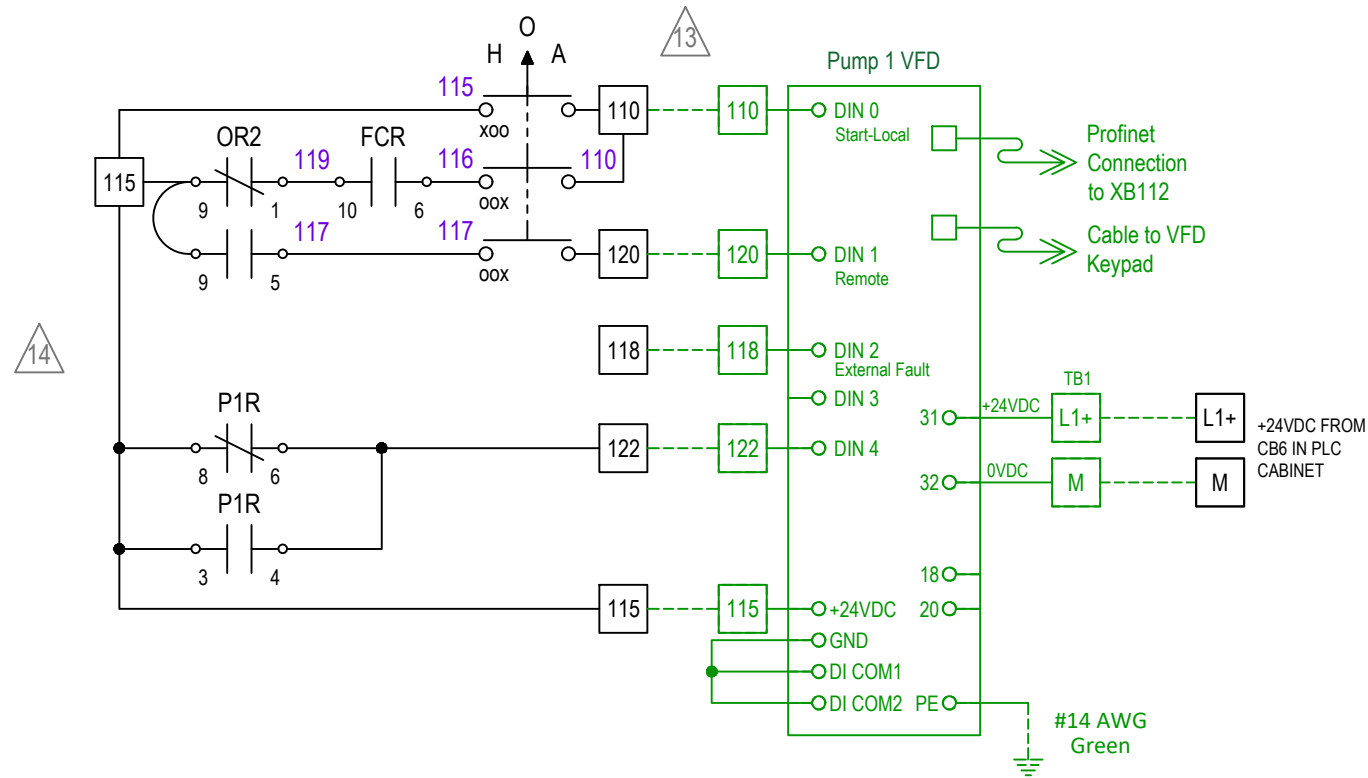 H O A
13
Pump 1 VFD
115
110
110
DIN 0
Start-Local
xoo
Profinet
Connection
to XB112
OR2
119
FCR
116
110
115
9
1
10
6
oox
117
117
Cable to VFD
Keypad
9
5
oox
120
120
DIN 1
Remote
14
118
118
DIN 2
External Fault
DIN 3
TB1
P1R
31
+24VDC
L1+
L1+
+24VDC FROM
CB6 IN PLC
CABINET
8
6
122
122
DIN 4
32
0VDC
M
M
P1R
3
4
18
115
115
+24VDC
20
GND
DI COM1
DI COM2
PE
#14 AWG
Green